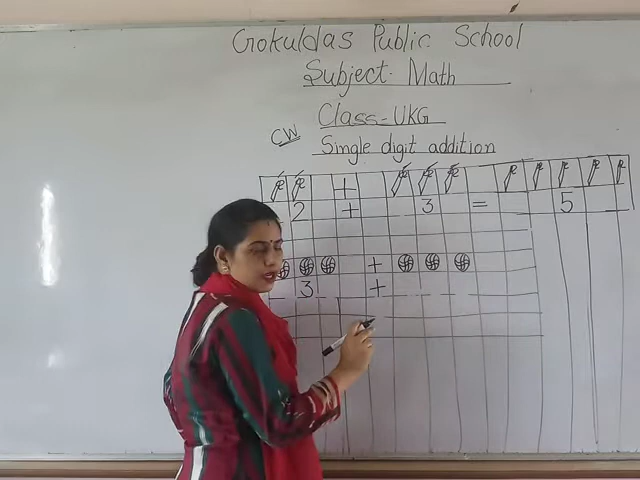 Gokuldas Public School
Subject-Math
Class-UKG
CW
Single digit addition
+
2 + 3 = 5
+
3 +